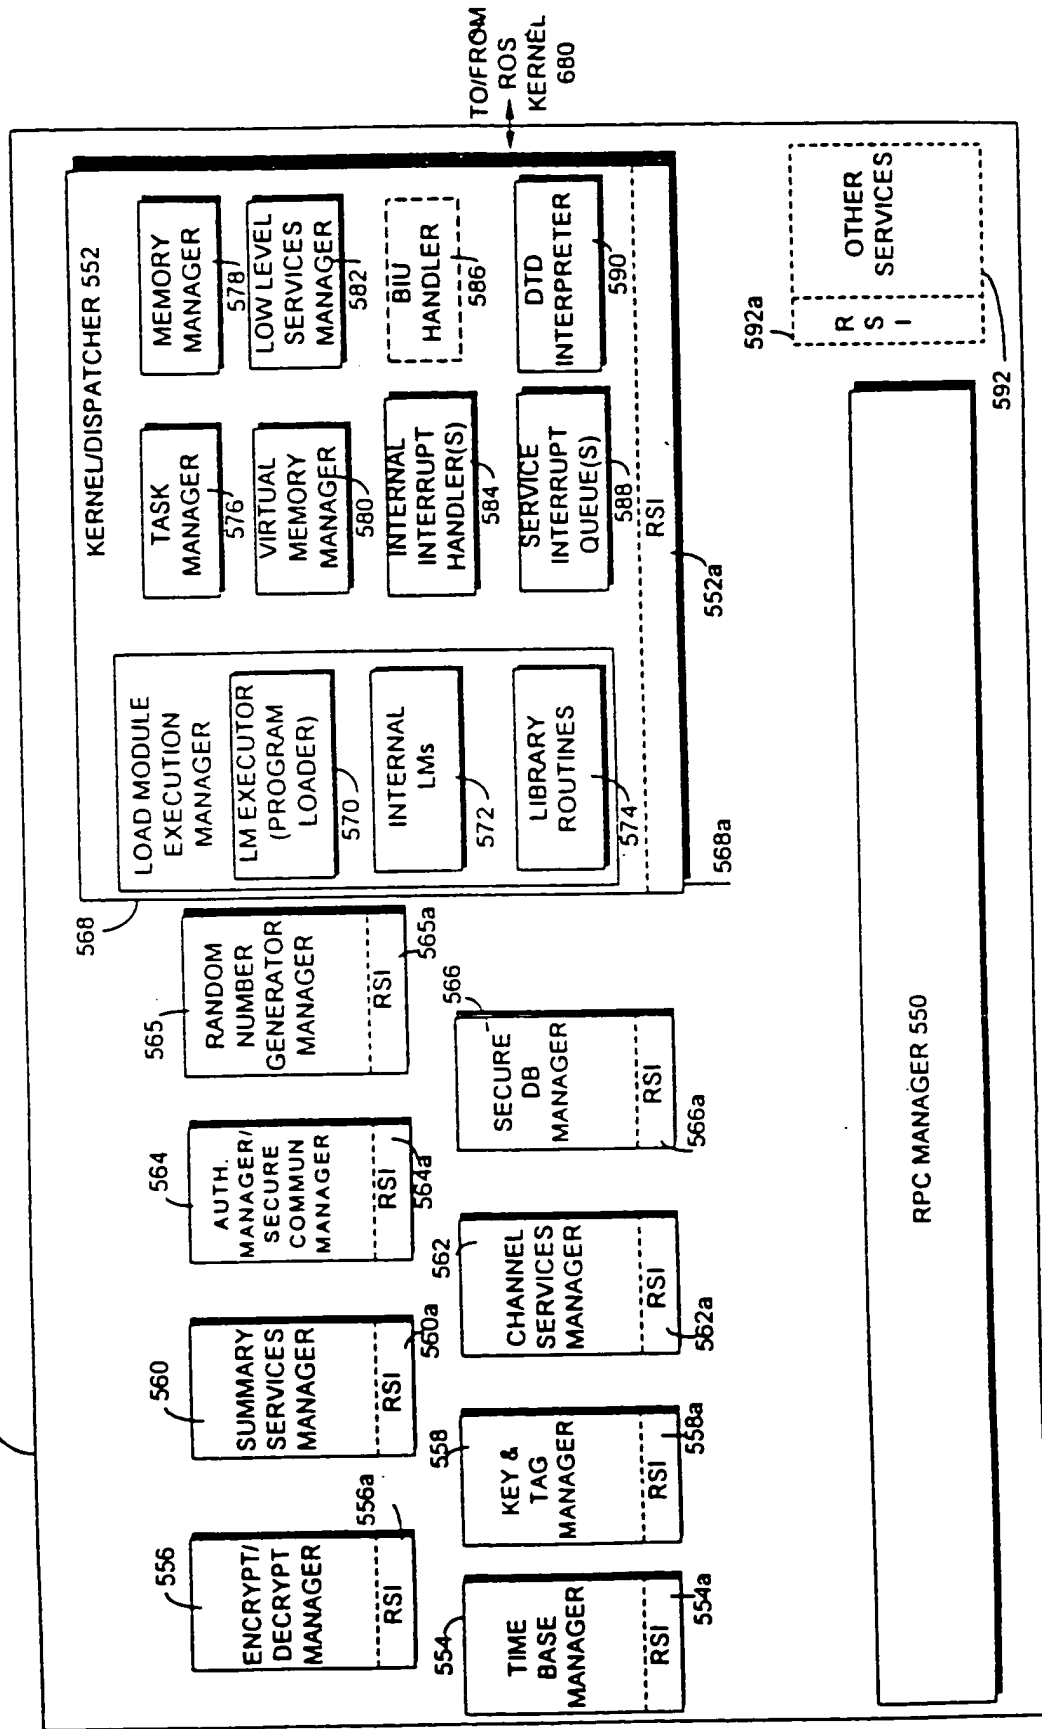 KERNEL/DISPATCHER 552
LOAD MODULE
EXECUTION
MANAGER
LM EXECUTOR
(PROGRAM
LOADER)
570
INTERNAL
LMs
572
LIBRARY
ROUTINES
574
568
568a
TASK
MANAGER
576
MEMORY
MANAGER
578
VIRTUAL
MEMORY
MANAGER
580
LOW LEVEL
SERVICES
MANAGER
582
INTERNAL
INTERRUPT
HANDLER(S)
584
BIU
HANDLER
586
SERVICE
INTERRUPT
QUEUE(S)
588
DTD
INTERPRETER
590
RSI
552a
TO/FROM
ROS
KERNEL
680
556
ENCRYPT/
DECRYPT
MANAGER
RSI
556a
560
SUMMARY
SERVICES
MANAGER
RSI
560a
564
AUTH.
MANAGER/
SECURE
COMMUN
MANAGER
RSI
564a
565
RANDOM
NUMBER
GENERATOR
MANAGER
RSI
565a
554
TIME
BASE
MANAGER
RSI
554a
558
KEY &
TAG
MANAGER
RSI
558a
562
CHANNEL
SERVICES
MANAGER
RSI
562a
566
SECURE
DB
MANAGER
RSI
566a
592a
R
S
I
OTHER
SERVICES
592
RPC MANAGER 550